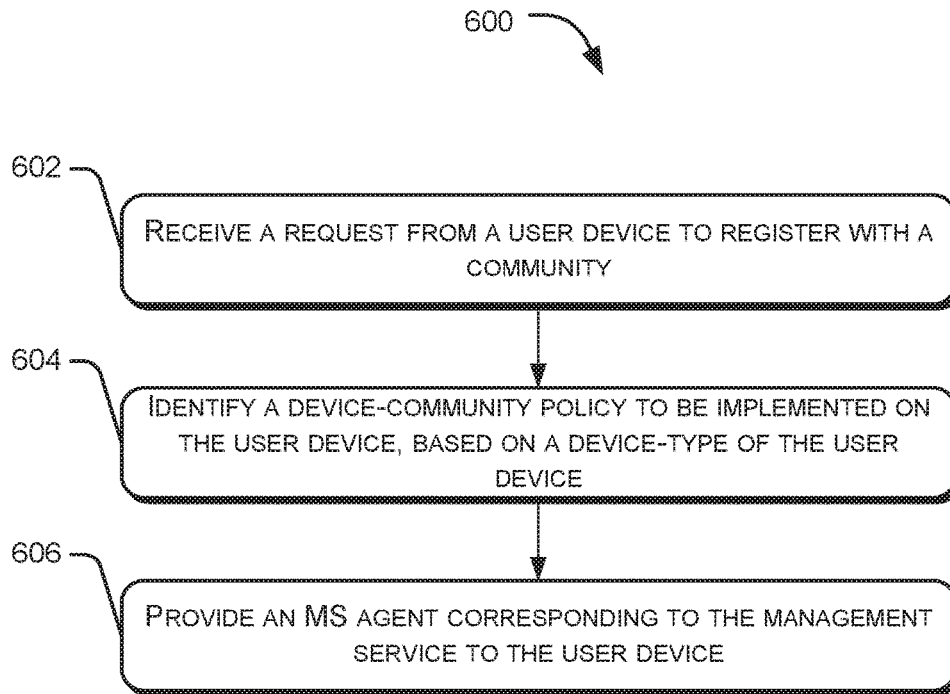 600
602
RECEIVE A REQUEST FROM A USER DEVICE TO REGISTER WITH A
COMMUNITY
604
IDENTIFY A DEVICE-COMMUNITY POLICY TO BE IMPLEMENTED ON
THE USER DEVICE, BASED ON A DEVICE-TYPE OF THE USER
DEVICE
606
PROVIDE AN MS AGENT CORRESPONDING TO THE MANAGEMENT
SERVICE TO THE USER DEVICE